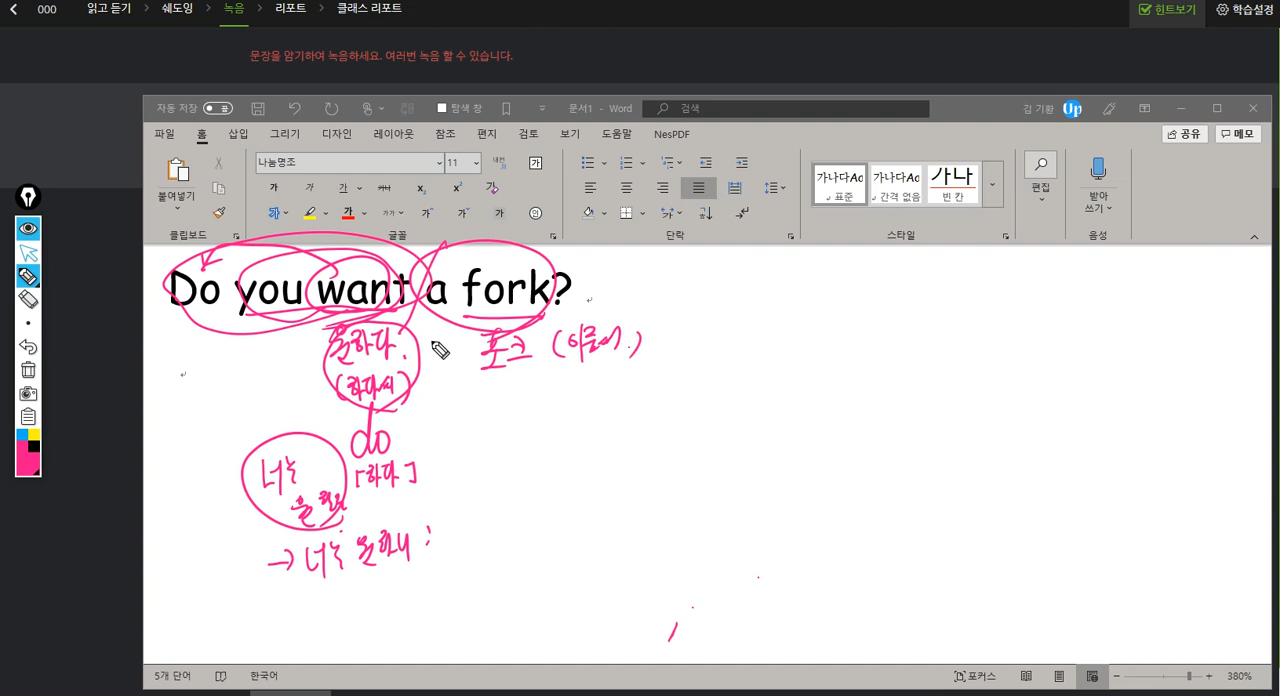 000 읽고 듣기 > 쉐도잉 > 녹음 > 리포트 > 클래스 리포트 힌트보기 학습설정
문장을 암기하여 녹음하세요. 여러번 녹음 할 수 있습니다.
자동 저장 탐색 창 문서1 - Word 검색 김 기환 Up
파일 홈 삽입 그리기 디자인 레이아웃 참조 편지 검토 보기 도움말 NesPDF 공유 메모
붙여넣기 나눔명조 11 가나다Ac 가나다Ac 가나 편집 받아쓰기
표준 간격 없음 빈 칸
클립보드 글꼴 단락 스타일 음성
Do you want a fork?
원하다. 포크 (이름씨.)
(하다씨)
do
[하다]
너는
→ 너는 원하니?
5개 단어 한국어 포커스 380%